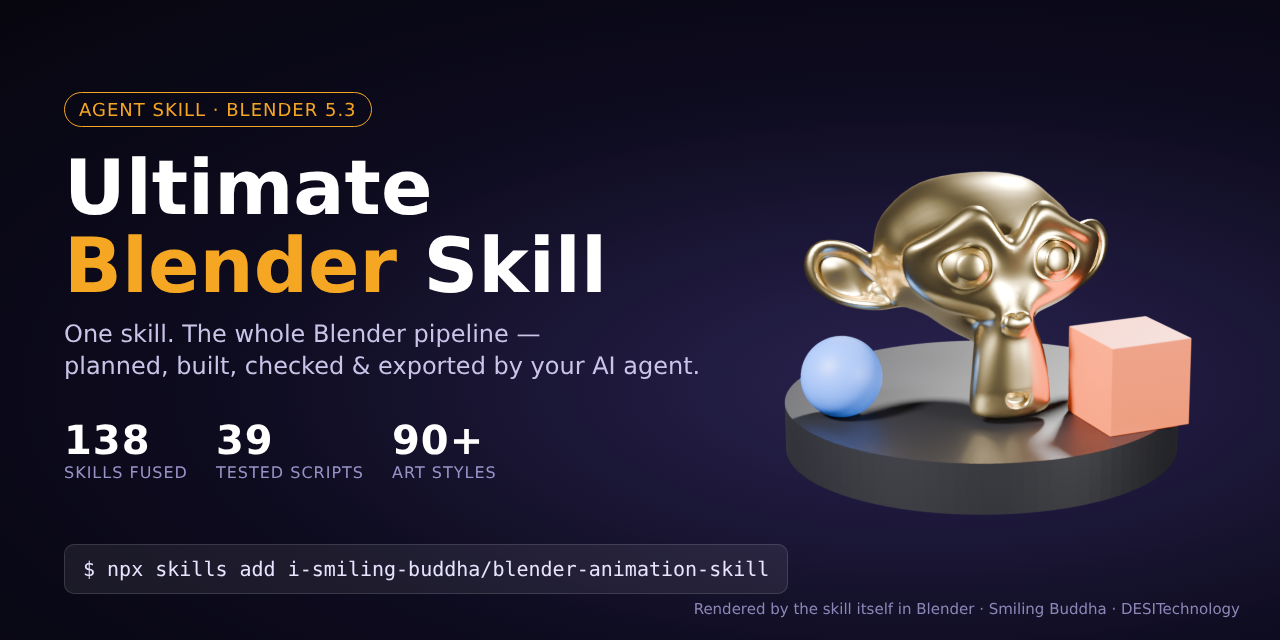 AGENT SKILL · BLENDER 5.3
Ultimate
Blender Skill
One skill. The whole Blender pipeline —
planned, built, checked & exported by your AI agent.
138
SKILLS FUSED
39
TESTED SCRIPTS
90+
ART STYLES
$ npx skills add i-smiling-buddha/blender-animation-skill
Rendered by the skill itself in Blender · Smiling Buddha · DESITechnology